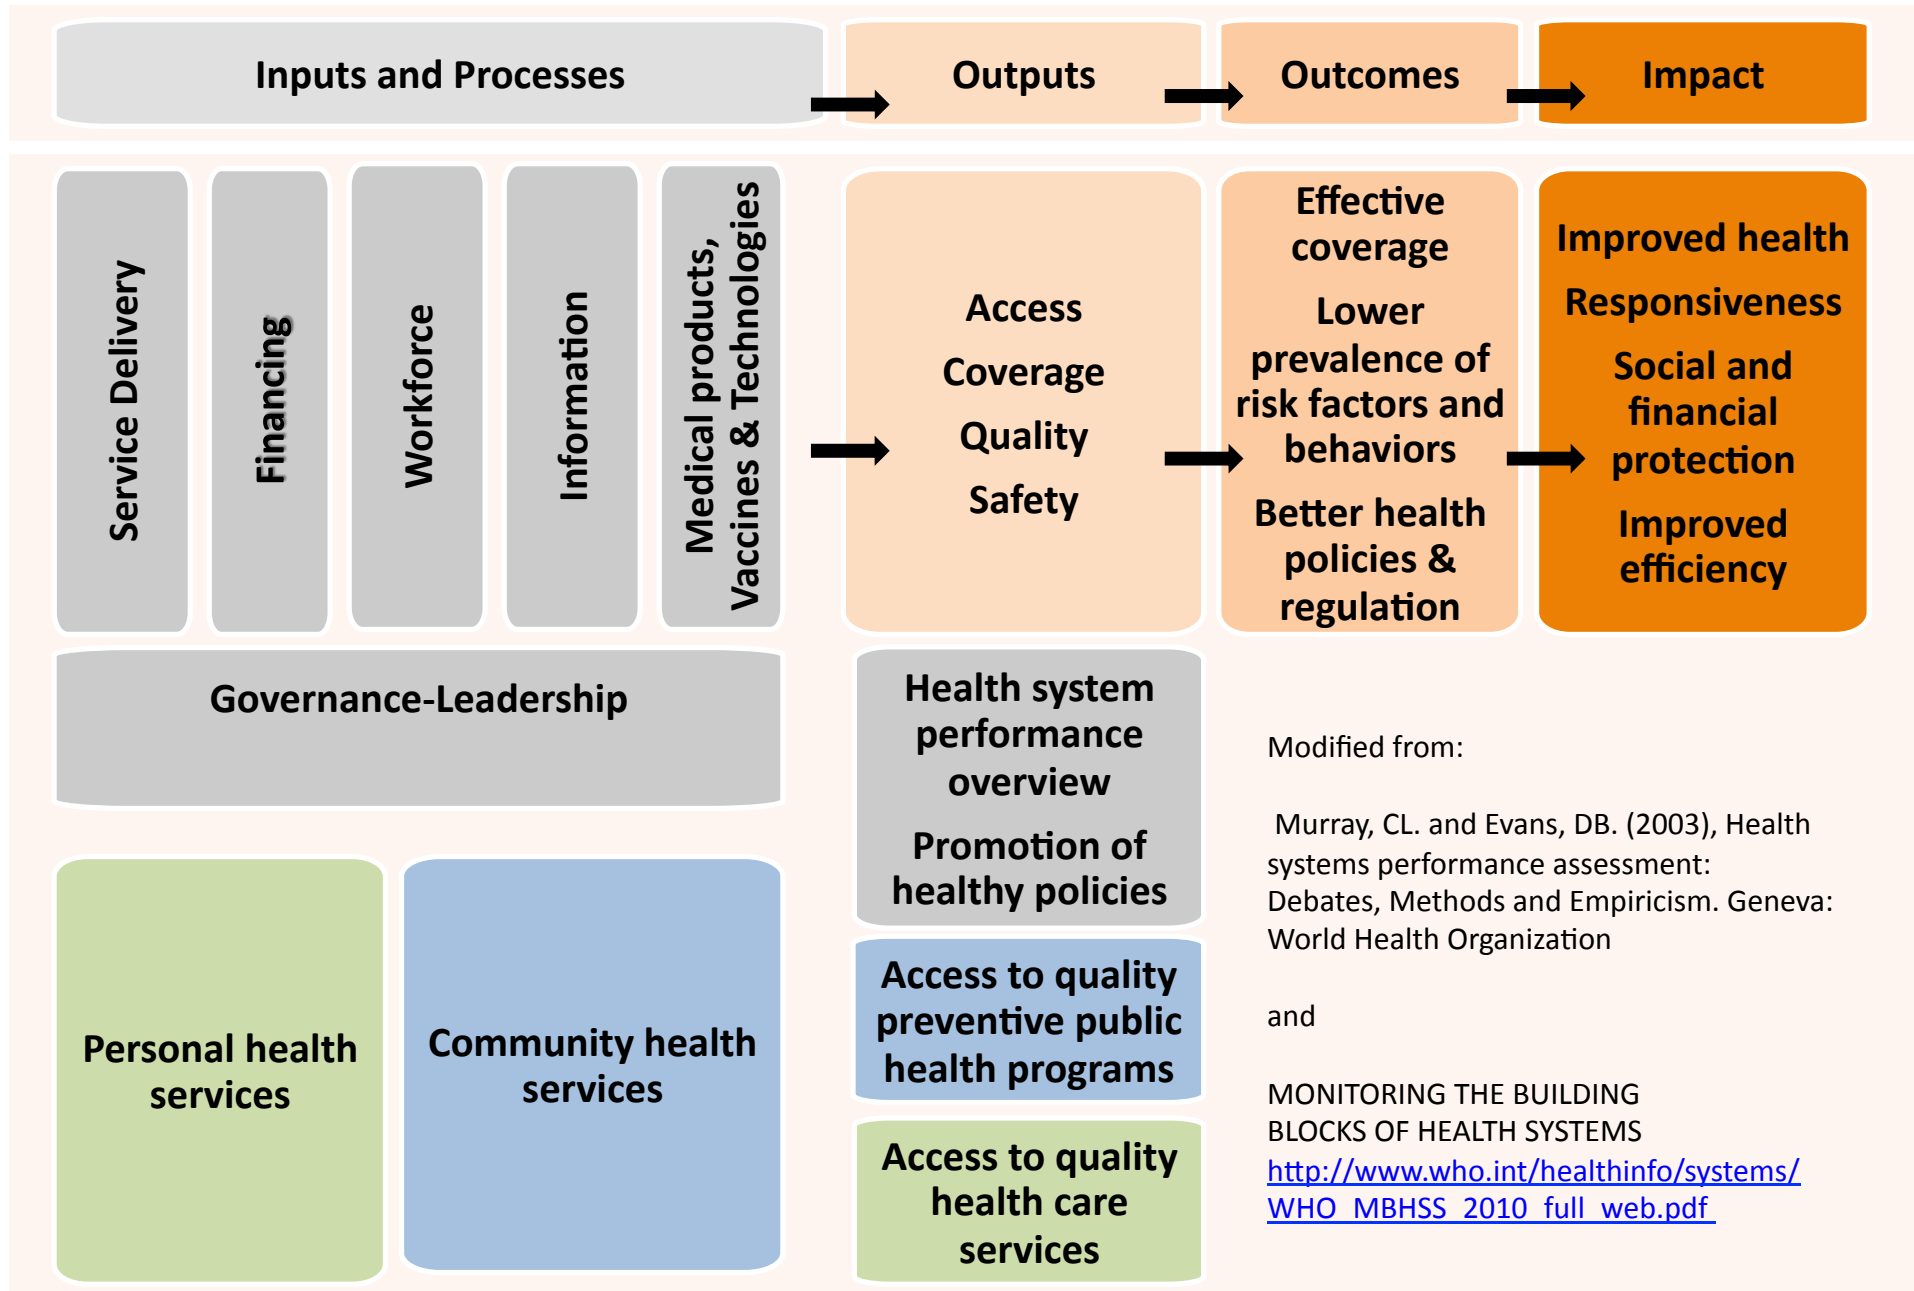 Inputs and Processes
Outputs
Outcomes
Impact
Service Delivery
Financing
Workforce
Information
Medical products,
Vaccines & Technologies
Access
Coverage
Quality
Safety
Effective
coverage
Lower
prevalence of
risk factors and
behaviors
Better health
policies &
regulation
Improved health
Responsiveness
Social and
financial
protection
Improved
efficiency
Governance-Leadership
Health system
performance
overview
Promotion of
healthy policies
Personal health
services
Community health
services
Access to quality
preventive public
health programs
Access to quality
health care
services
Modified from:
Murray, CL. and Evans, DB. (2003), Health
systems performance assessment:
Debates, Methods and Empiricism. Geneva:
World Health Organization
and
MONITORING THE BUILDING
BLOCKS OF HEALTH SYSTEMS
http://www.who.int/healthinfo/systems/
WHO_MBHSS_2010_full_web.pdf